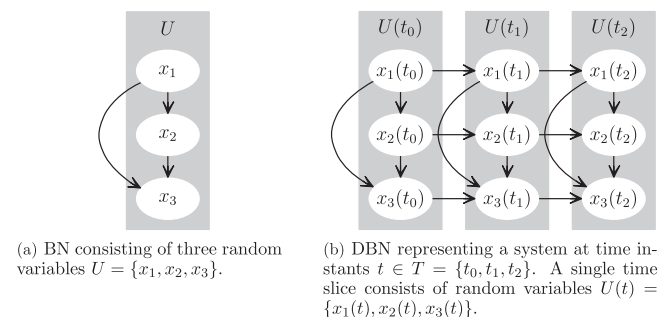 U
x₁
x₂
x₃
(a) BN consisting of three random
variables U = {x₁, x₂, x₃}.
U(t₀) U(t₁) U(t₂)
x₁(t₀) x₁(t₁) x₁(t₂)
x₂(t₀) x₂(t₁) x₂(t₂)
x₃(t₀) x₃(t₁) x₃(t₂)
(b) DBN representing a system at time in-
stants t ∈ T = {t₀, t₁, t₂}. A single time
slice consists of random variables U(t) =
{x₁(t), x₂(t), x₃(t)}.